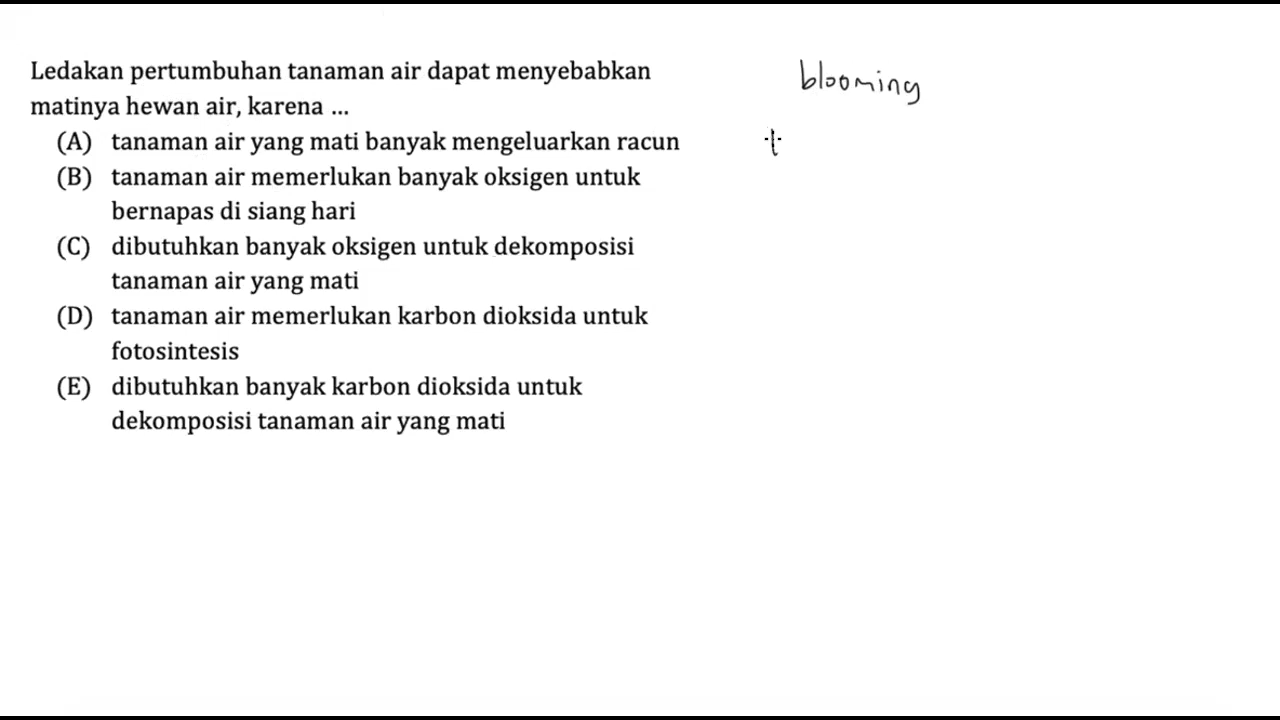 Ledakan pertumbuhan tanaman air dapat menyebabkan
matinya hewan air, karena ...
(A) tanaman air yang mati banyak mengeluarkan racun
(B) tanaman air memerlukan banyak oksigen untuk
bernapas di siang hari
(C) dibutuhkan banyak oksigen untuk dekomposisi
tanaman air yang mati
(D) tanaman air memerlukan karbon dioksida untuk
fotosintesis
(E) dibutuhkan banyak karbon dioksida untuk
dekomposisi tanaman air yang mati
blooming
t